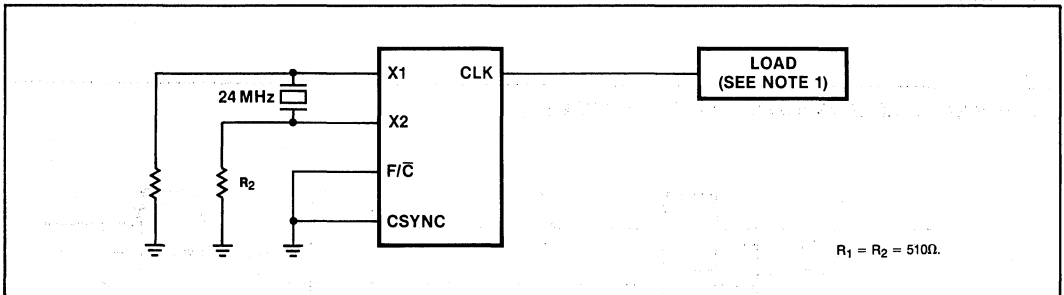 X1 CLK
LOAD
(SEE NOTE 1)
24 MHz
X2
F/C̅
R₂
CSYNC
R₁ = R₂ = 510Ω.